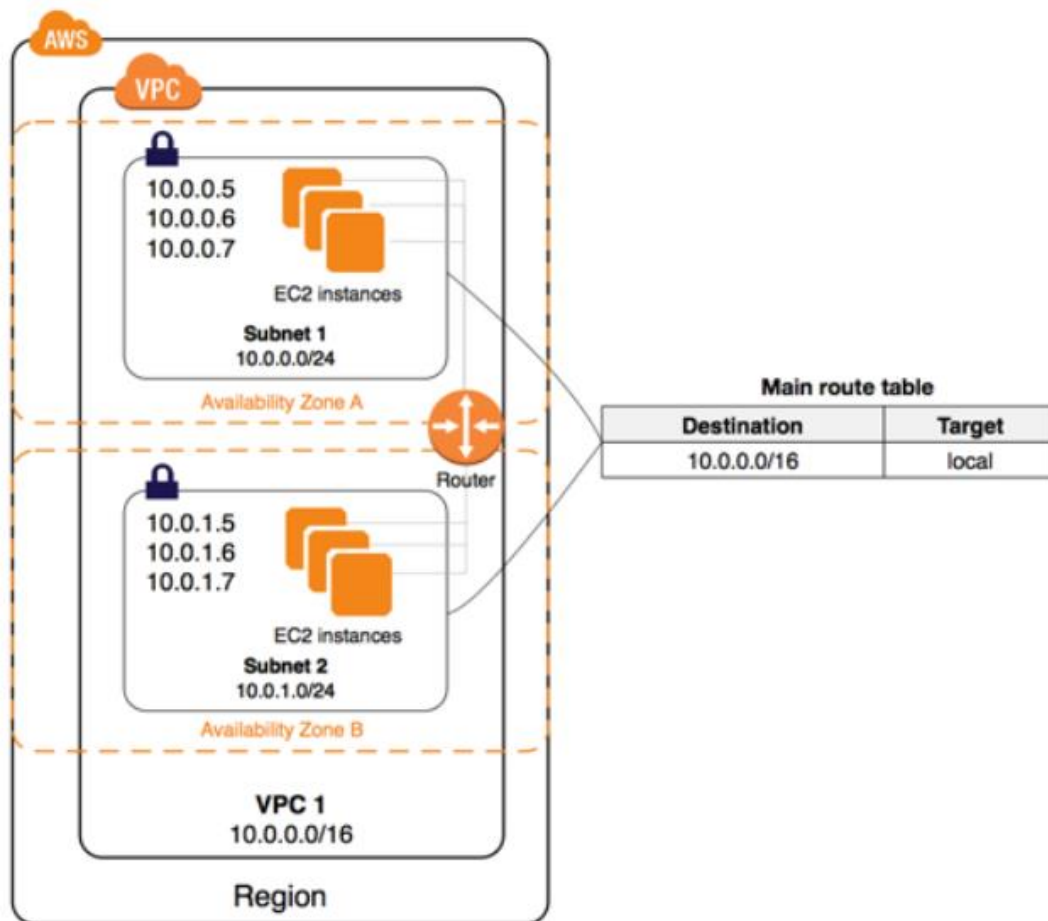 AWS
VPC
10.0.0.5
10.0.0.6
10.0.0.7
EC2 instances
Subnet 1
10.0.0.0/24
Availability Zone A
Router
10.0.1.5
10.0.1.6
10.0.1.7
EC2 instances
Subnet 2
10.0.1.0/24
Availability Zone B
VPC 1
10.0.0.0/16
Region
Main route table
Destination Target
10.0.0.0/16 local